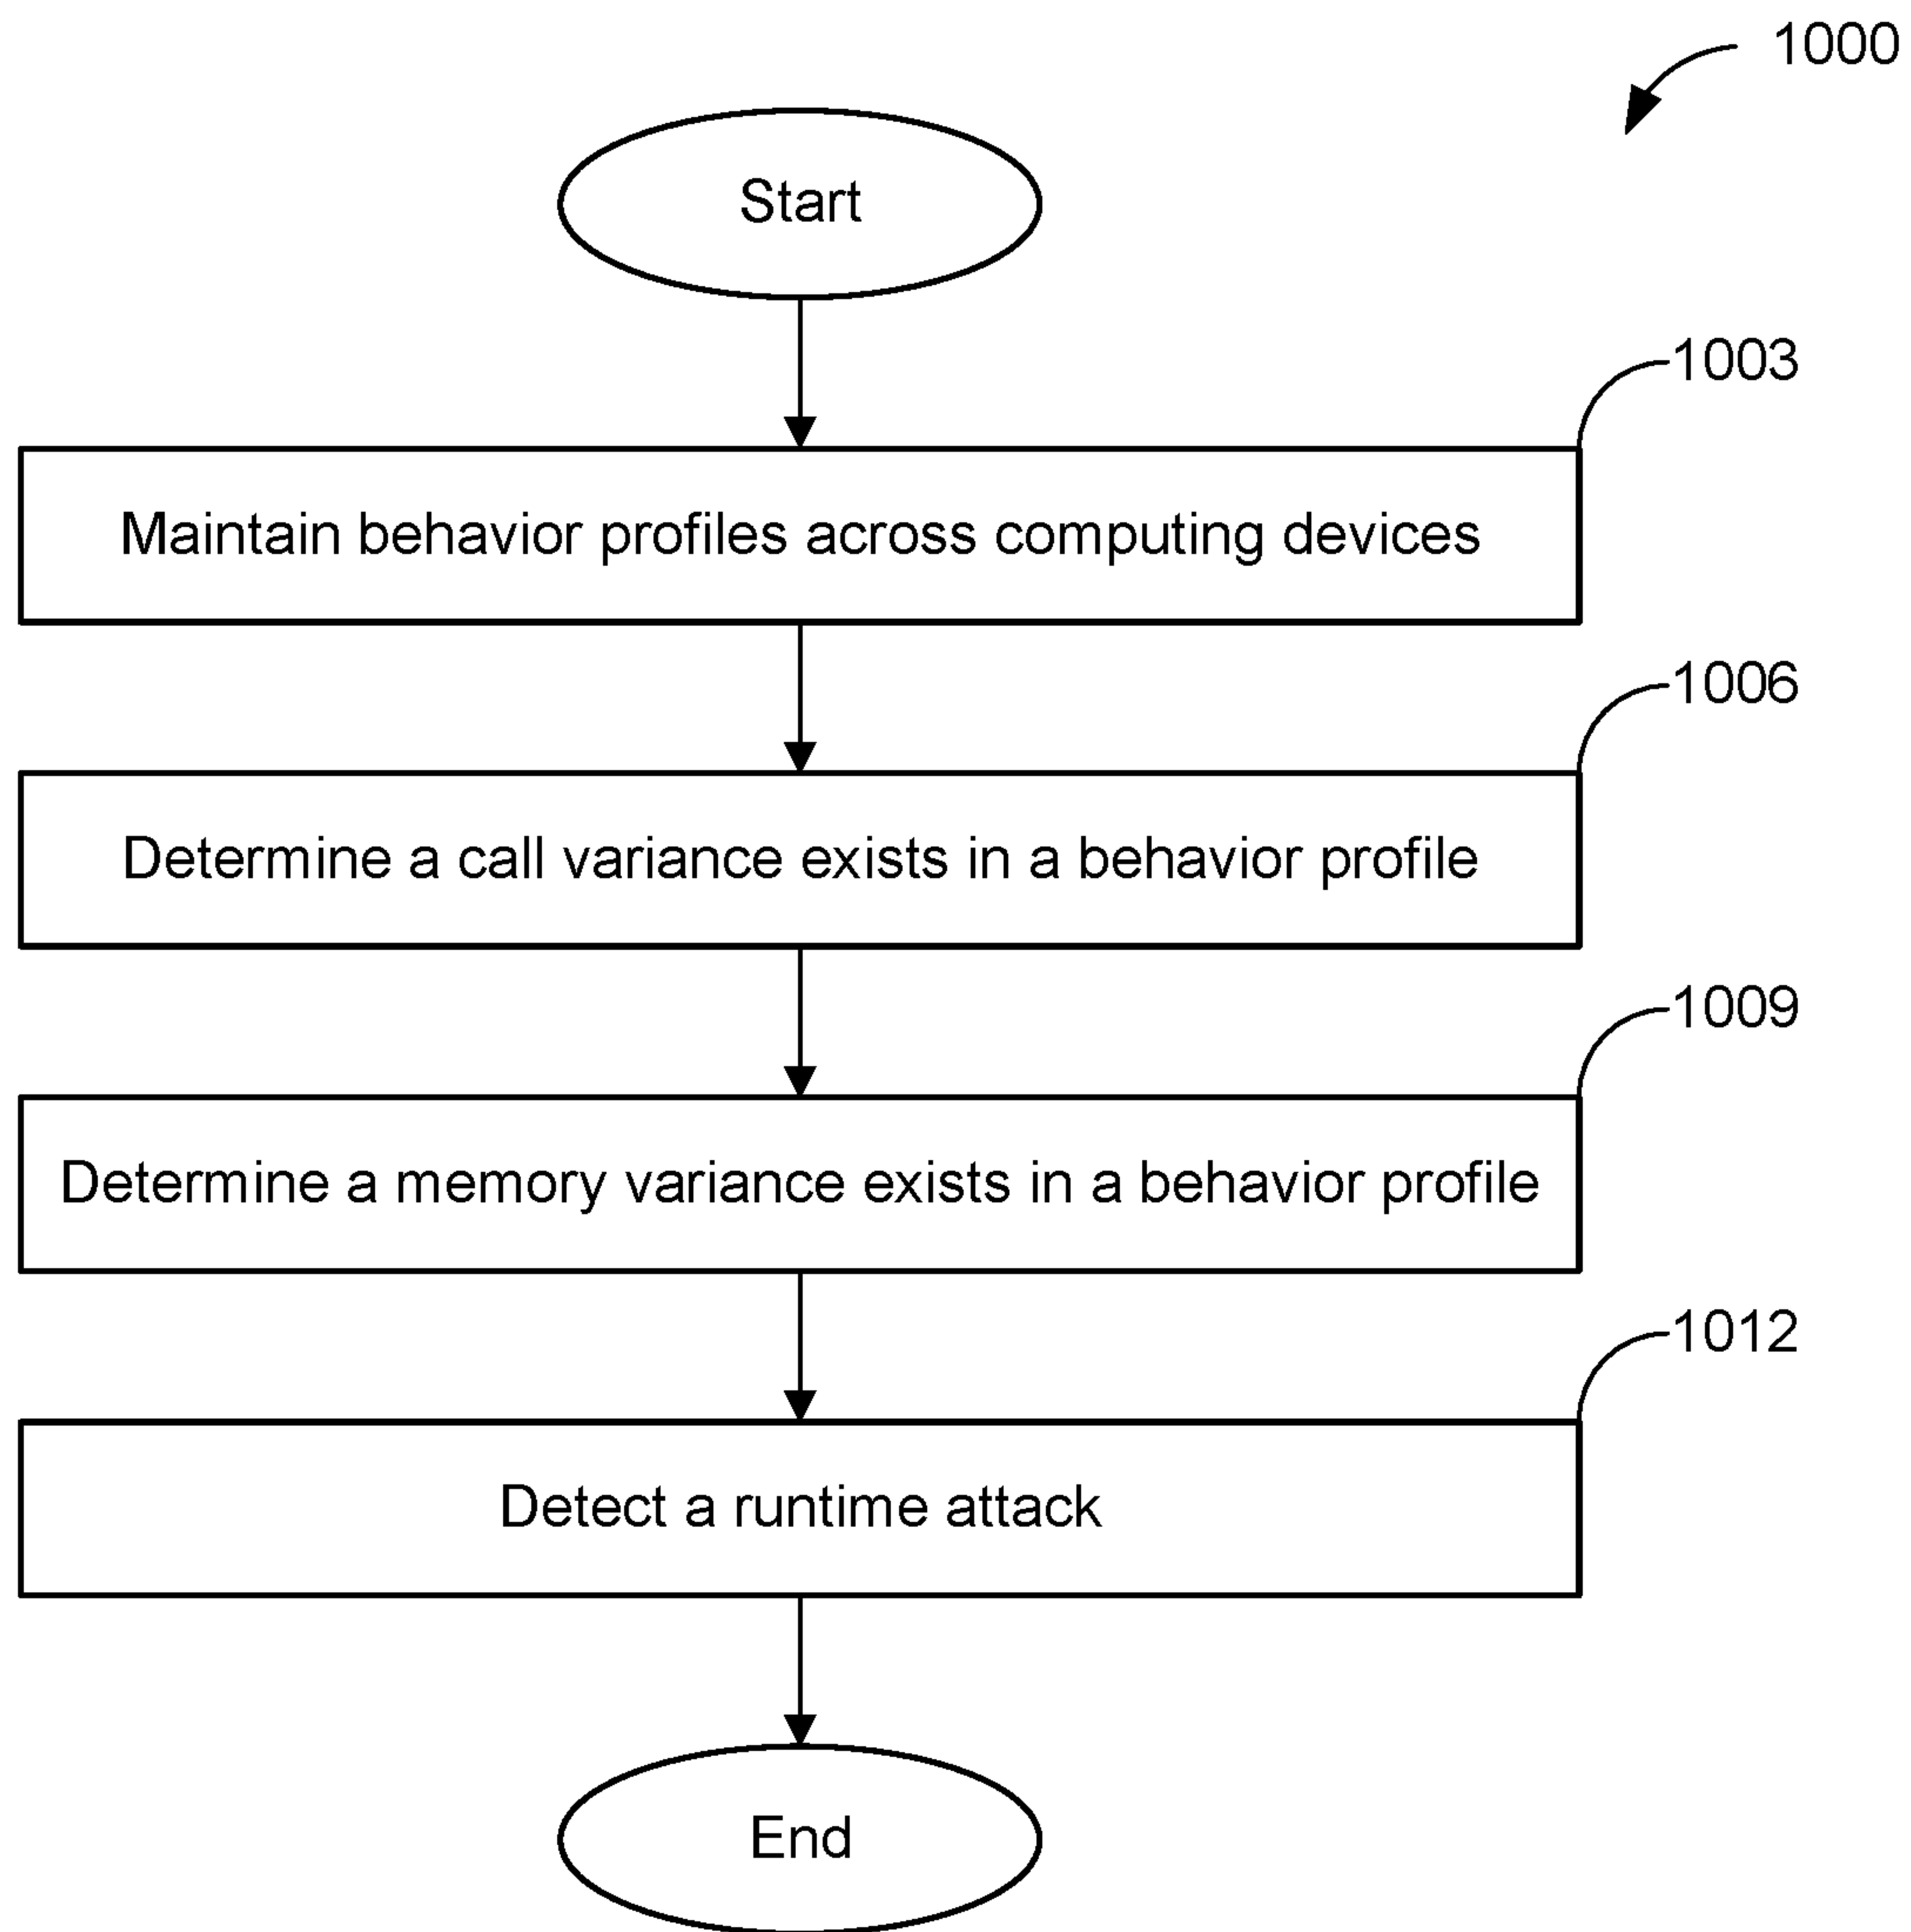 1000
Start
1003
Maintain behavior profiles across computing devices
1006
Determine a call variance exists in a behavior profile
1009
Determine a memory variance exists in a behavior profile
1012
Detect a runtime attack
End